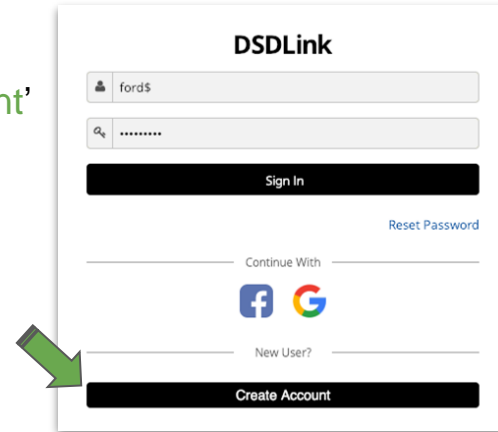 DSDLink
nt’
ford$
•••••••••
Sign In
Reset Password
Continue With
f G
New User?
Create Account